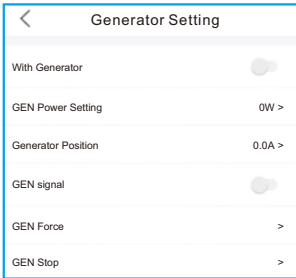 Generator Setting
With Generator
GEN Power Setting 0W >
Generator Position 0.0A >
GEN signal
GEN Force >
GEN Stop >